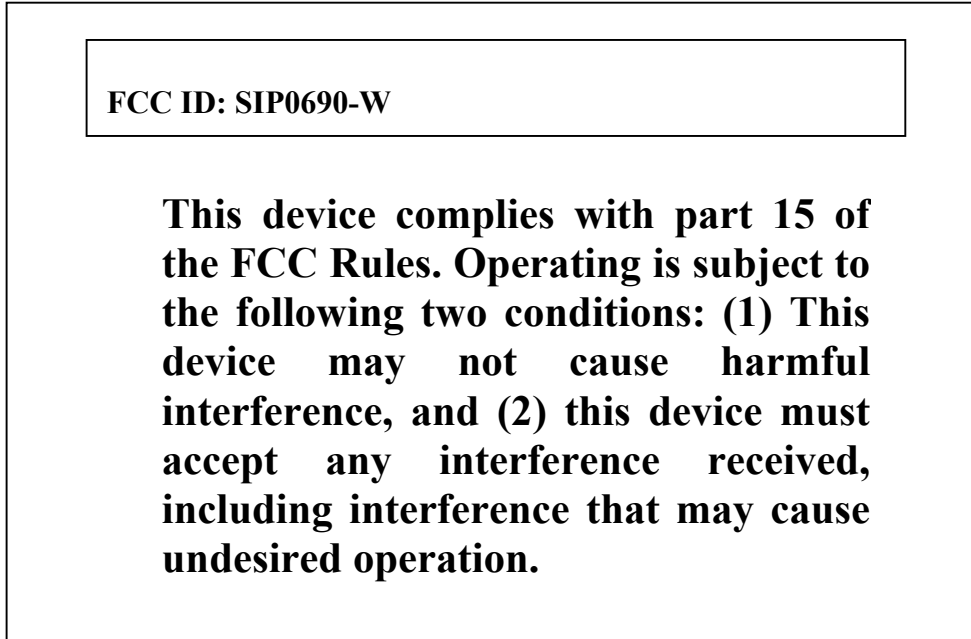 FCC ID: SIP0690-W
This device complies with part 15 of
the FCC Rules. Operating is subject to
the following two conditions: (1) This
device may not cause harmful
interference, and (2) this device must
accept any interference received,
including interference that may cause
undesired operation.